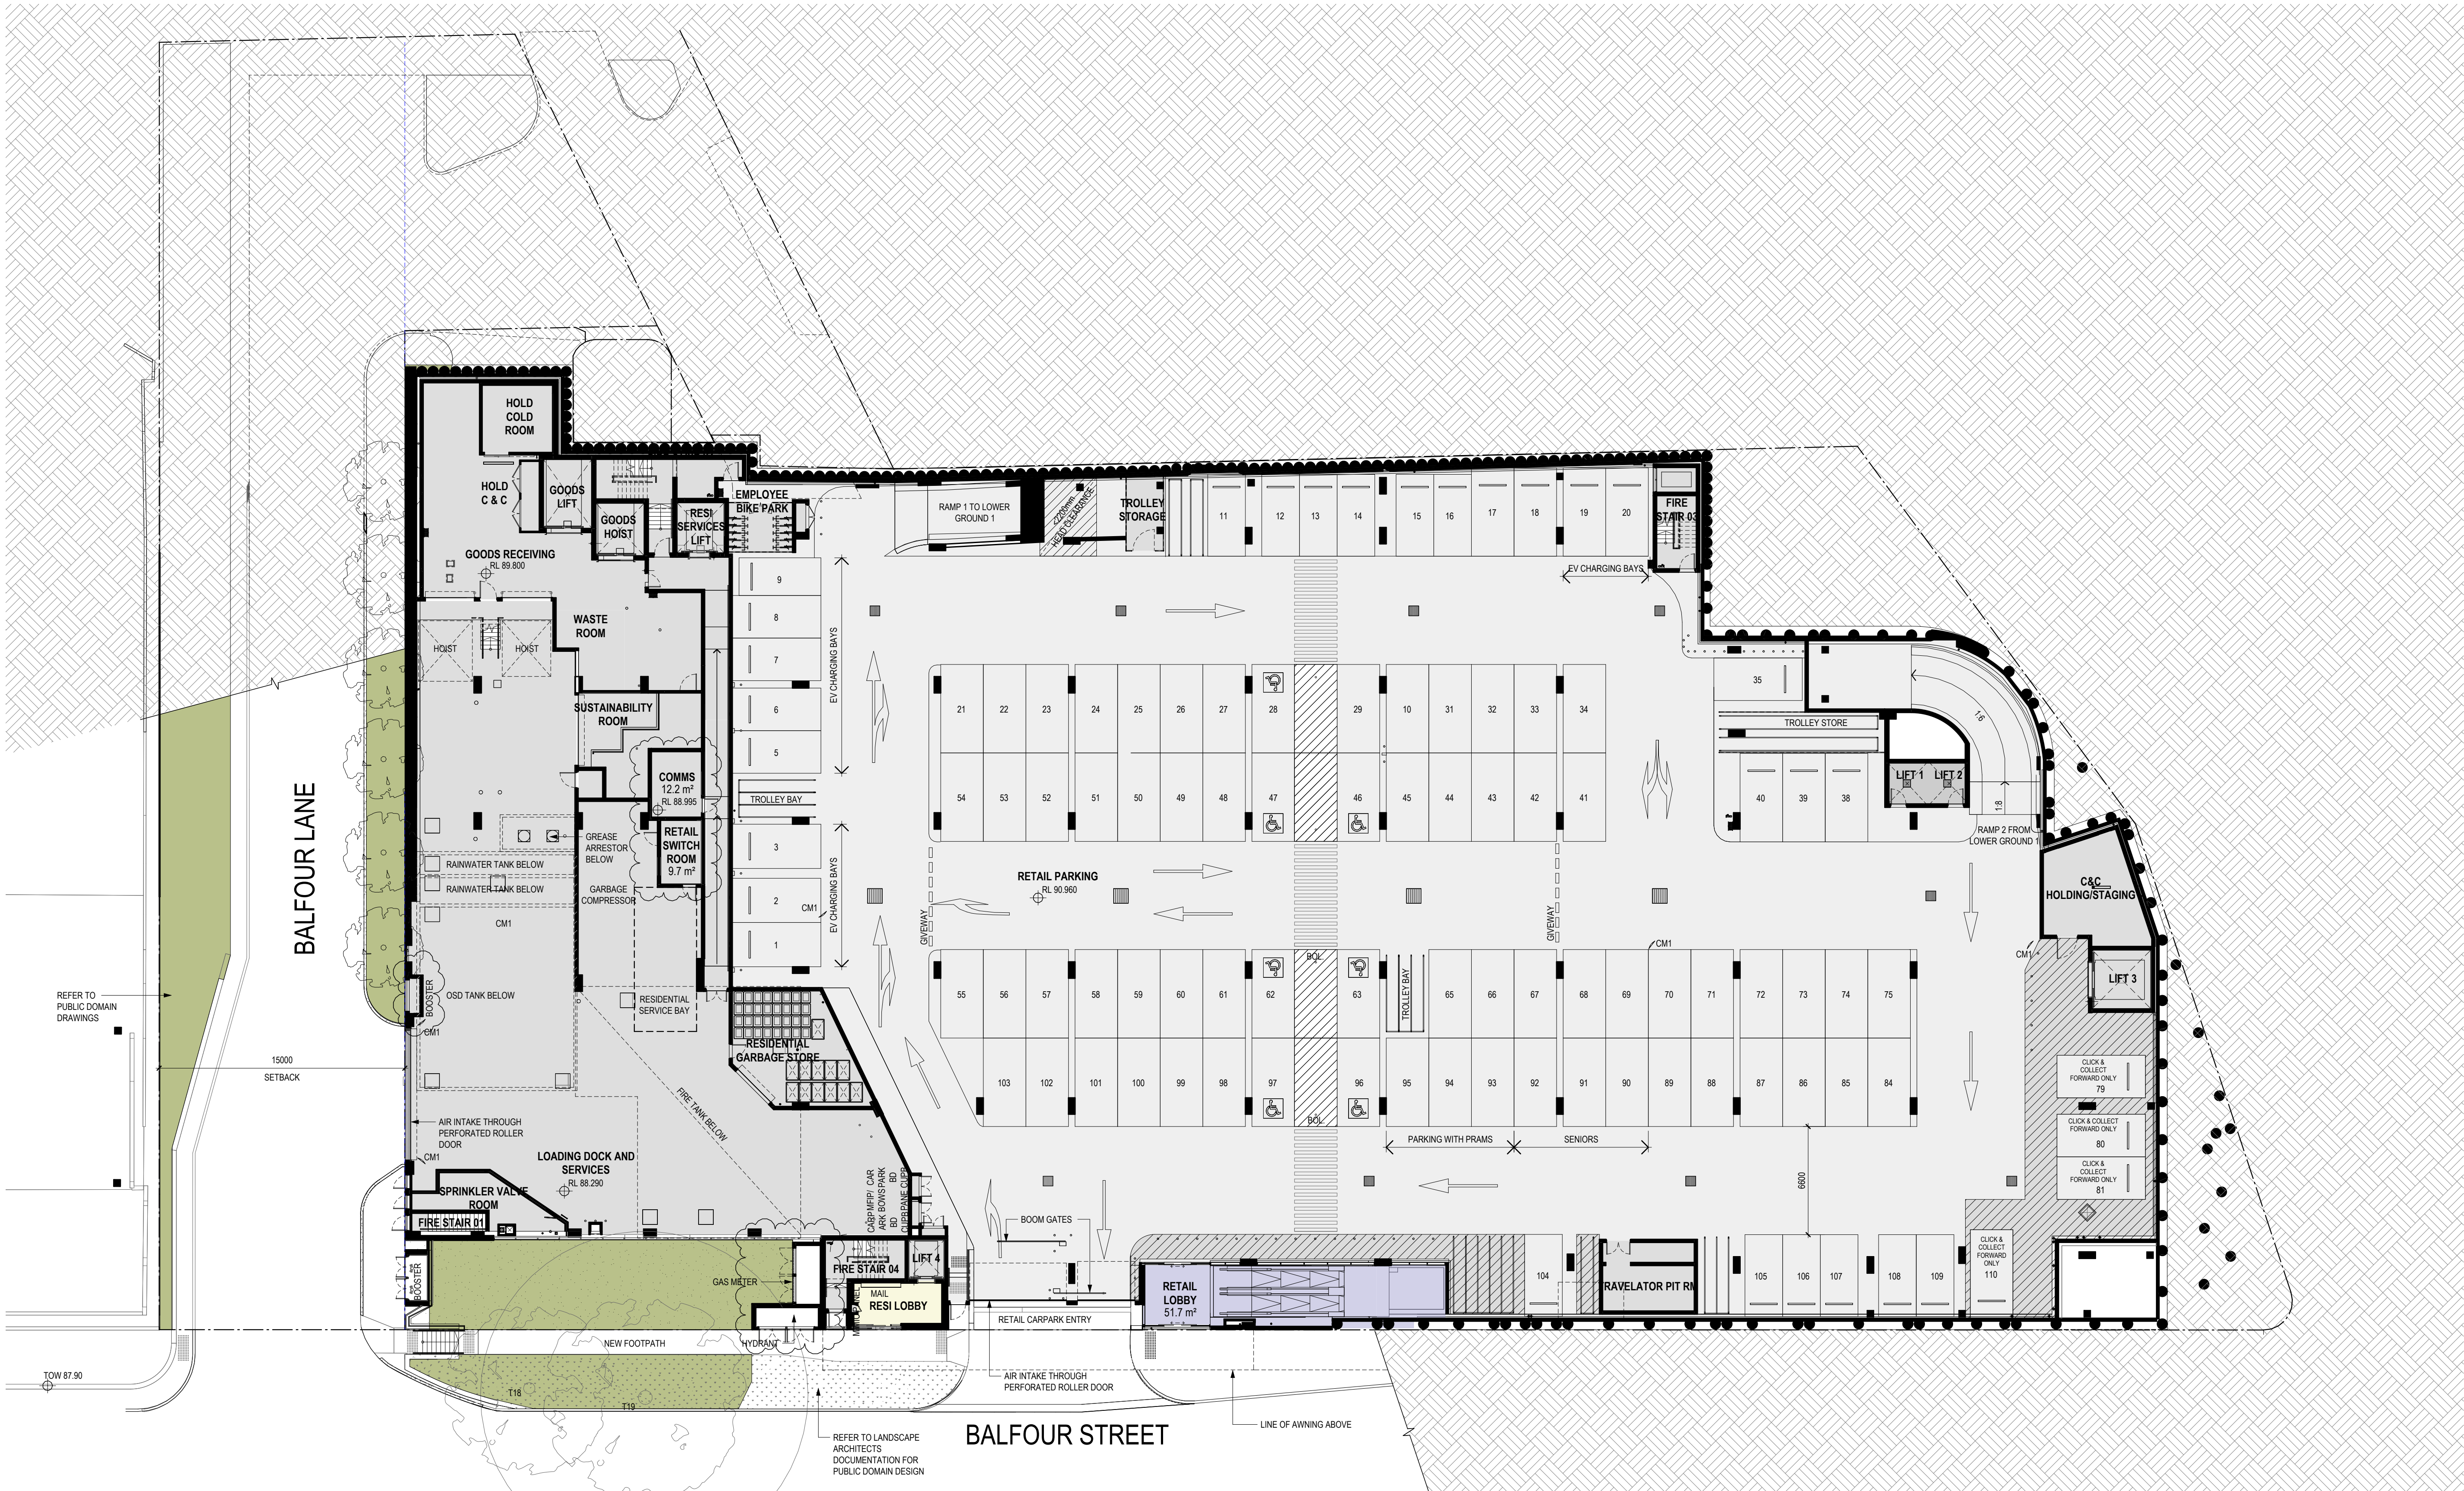 HOLD
COLD
ROOM
HOLD
C & C
GOODS
LIFT
GOODS
HOIST
RESI
SERVICES
LIFT
EMPLOYEE
BIKE PARK
RAMP 1 TO LOWER
GROUND 1
<2200mm
HEAD CLEARANCE
TROLLEY
STORAGE
11
12
13
14
15
16
17
18
19
20
FIRE
STAIR 03
EV CHARGING BAYS
GOODS RECEIVING
RL 89.800
WASTE
ROOM
HOIST
HOIST
SUSTAINABILITY
ROOM
COMMS
12.2 m²
RL 88.995
RETAIL
SWITCH
ROOM
9.7 m²
GREASE
ARRESTOR
BELOW
RAINWATER TANK BELOW
RAINWATER TANK BELOW
GARBAGE
COMPRESSOR
CM1
OSD TANK BELOW
BOOSTER
CM1
RESIDENTIAL
SERVICE BAY
RESIDENTIAL
GARBAGE STORE
FIRE TANK BELOW
9
8
7
6
5
EV CHARGING BAYS
TROLLEY BAY
3
2
1
CM1
EV CHARGING BAYS
21
22
23
24
25
26
27
28
29
10
31
32
33
34
54
53
52
51
50
49
48
47
46
45
44
43
42
41
35
TROLLEY STORE
40
39
38
LIFT 1
LIFT 2
1:6
1:8
RAMP 2 FROM
LOWER GROUND 1
C&C
HOLDING/STAGING
CM1
LIFT 3
RETAIL PARKING
RL 90.960
GIVEWAY
GIVEWAY
CM1
BOL.
55
56
57
58
59
60
61
62
63
TROLLEY BAY
65
66
67
68
69
70
71
72
73
74
75
103
102
101
100
99
98
97
96
95
94
93
92
91
90
89
88
87
86
85
84
BOL.
PARKING WITH PRAMS
SENIORS
6600
CLICK &
COLLECT
FORWARD ONLY
79
CLICK & COLLECT
FORWARD ONLY
80
CLICK &
COLLECT
FORWARD ONLY
81
CLICK &
COLLECT
FORWARD
ONLY
110
104
RAVELATOR PIT RM
105
106
107
108
109
BALFOUR LANE
REFER TO
PUBLIC DOMAIN
DRAWINGS
15000
SETBACK
AIR INTAKE THROUGH
PERFORATED ROLLER
DOOR
CM1
LOADING DOCK AND
SERVICES
RL 88.290
SPRINKLER VALVE
ROOM
FIRE STAIR 01
BOOSTER
GAS METER
FIRE STAIR 04
LIFT 4
MAIL
RESI LOBBY
BOOM GATES
RETAIL
LOBBY
51.7 m²
RETAIL CARPARK ENTRY
NEW FOOTPATH
HYDRANT
TOW 87.90
T18
T19
AIR INTAKE THROUGH
PERFORATED ROLLER DOOR
LINE OF AWNING ABOVE
BALFOUR STREET
REFER TO LANDSCAPE
ARCHITECTS
DOCUMENTATION FOR
PUBLIC DOMAIN DESIGN